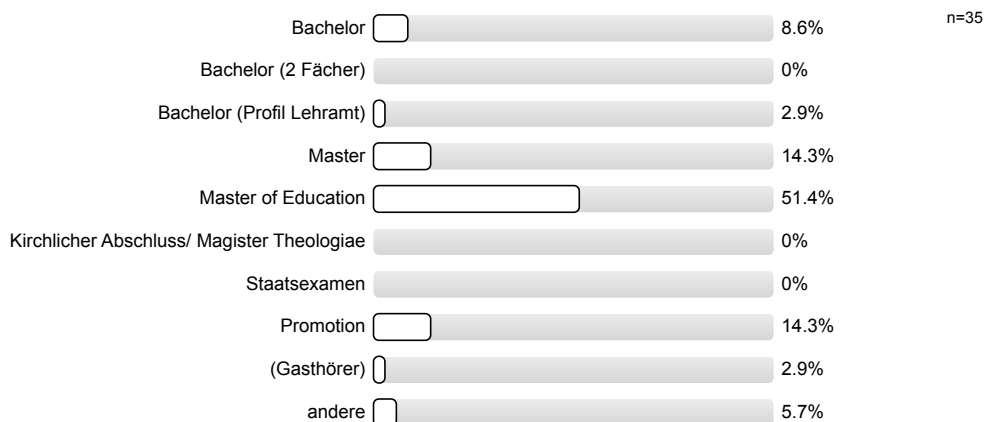 n=35
Bachelor 8.6%
Bachelor (2 Fächer) 0%
Bachelor (Profil Lehramt) 2.9%
Master 14.3%
Master of Education 51.4%
Kirchlicher Abschluss/ Magister Theologiae 0%
Staatsexamen 0%
Promotion 14.3%
(Gasthörer) 2.9%
andere 5.7%